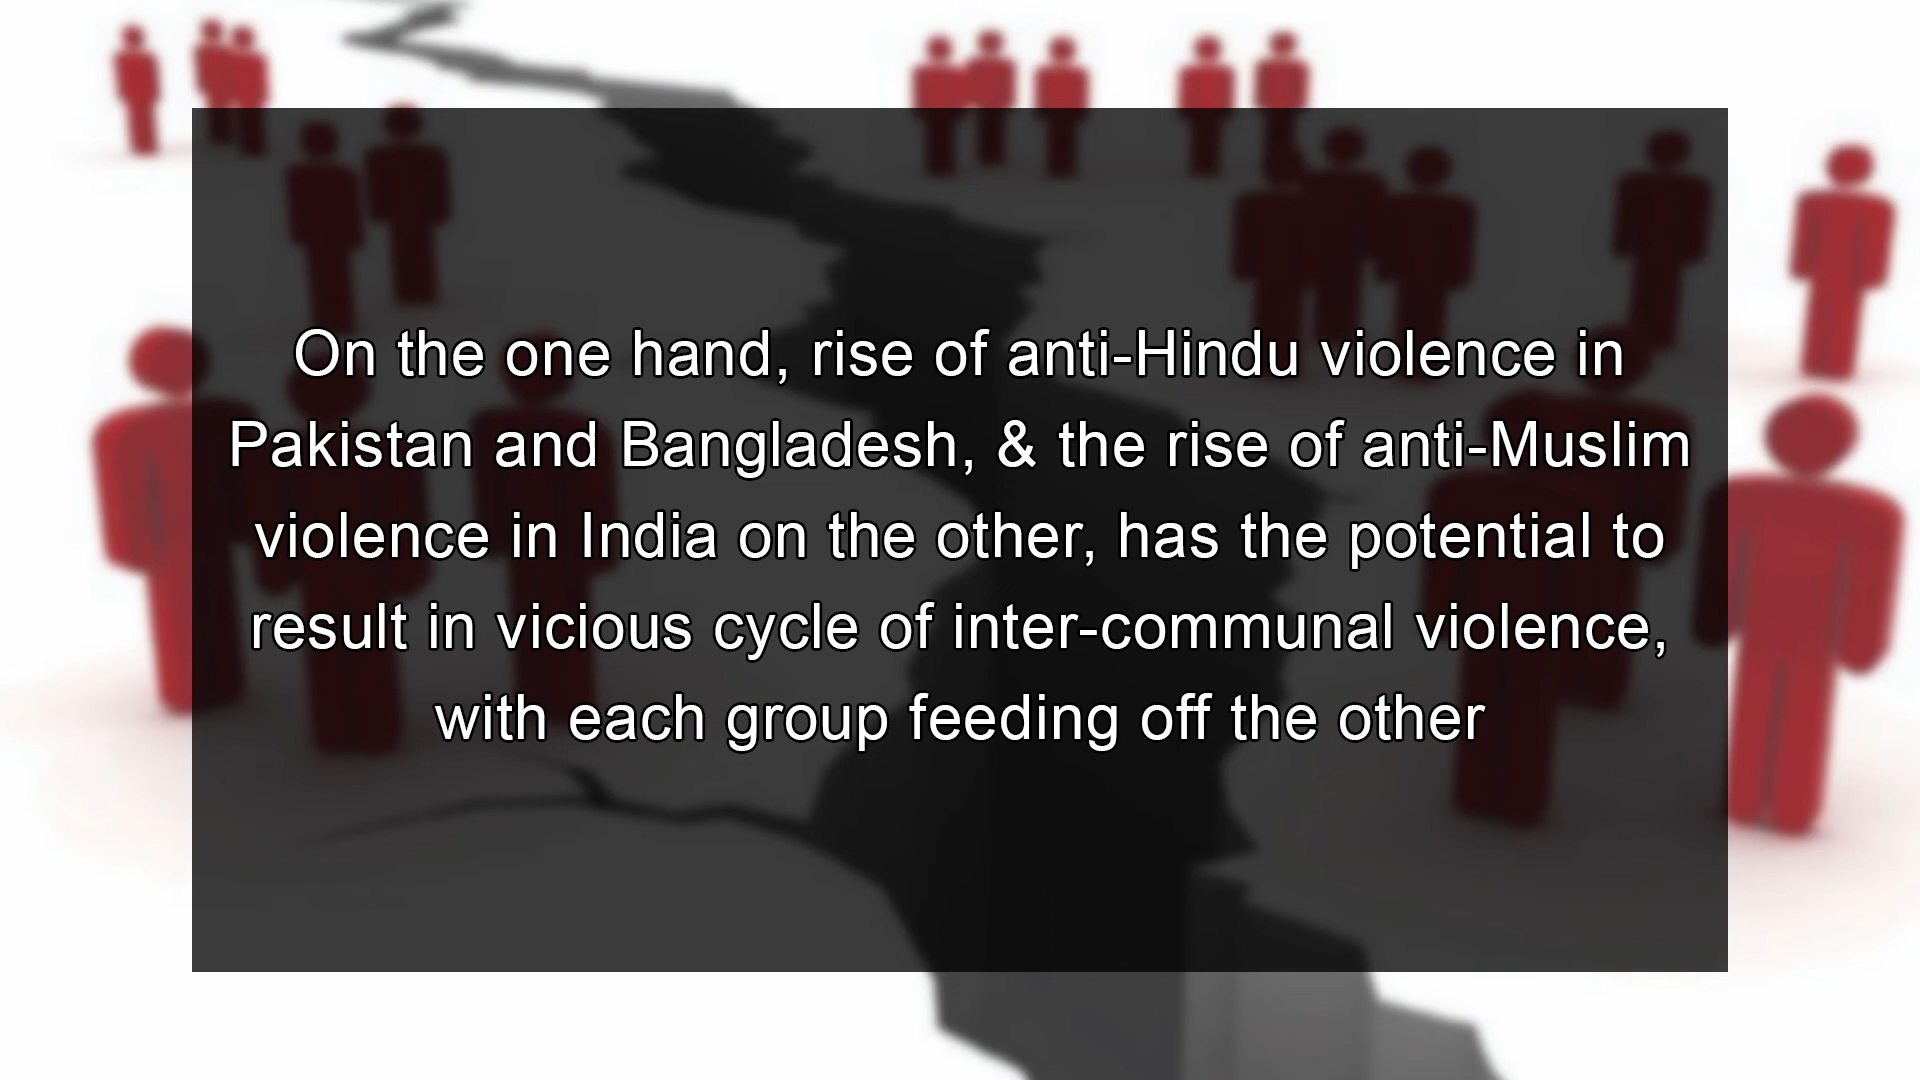 On the one hand, rise of anti-Hindu violence in
Pakistan and Bangladesh, & the rise of anti-Muslim
violence in India on the other, has the potential to
result in vicious cycle of inter-communal violence,
with each group feeding off the other